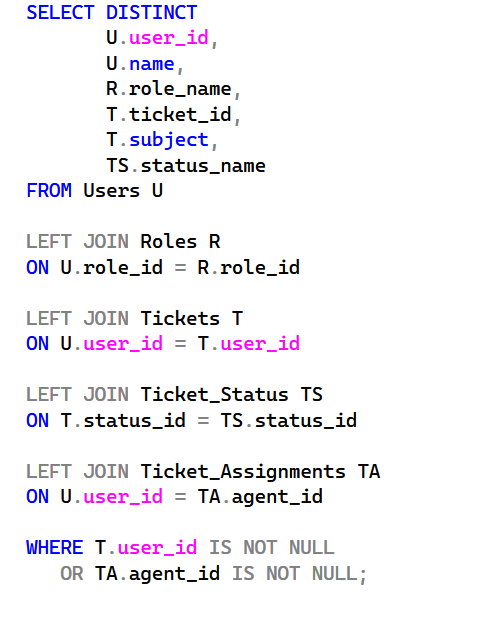 SELECT DISTINCT
U.user_id,
U.name,
R.role_name,
T.ticket_id,
T.subject,
TS.status_name
FROM Users U
LEFT JOIN Roles R
ON U.role_id = R.role_id
LEFT JOIN Tickets T
ON U.user_id = T.user_id
LEFT JOIN Ticket_Status TS
ON T.status_id = TS.status_id
LEFT JOIN Ticket_Assignments TA
ON U.user_id = TA.agent_id
WHERE T.user_id IS NOT NULL
OR TA.agent_id IS NOT NULL;